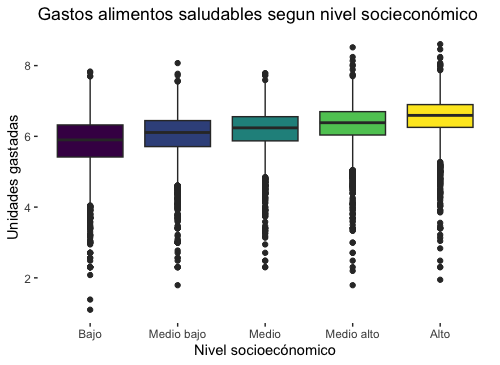 Gastos alimentos saludables segun nivel socieconómico
Unidades gastadas
8
6
4
2
Bajo
Medio bajo
Medio
Medio alto
Alto
Nivel socioecónomico